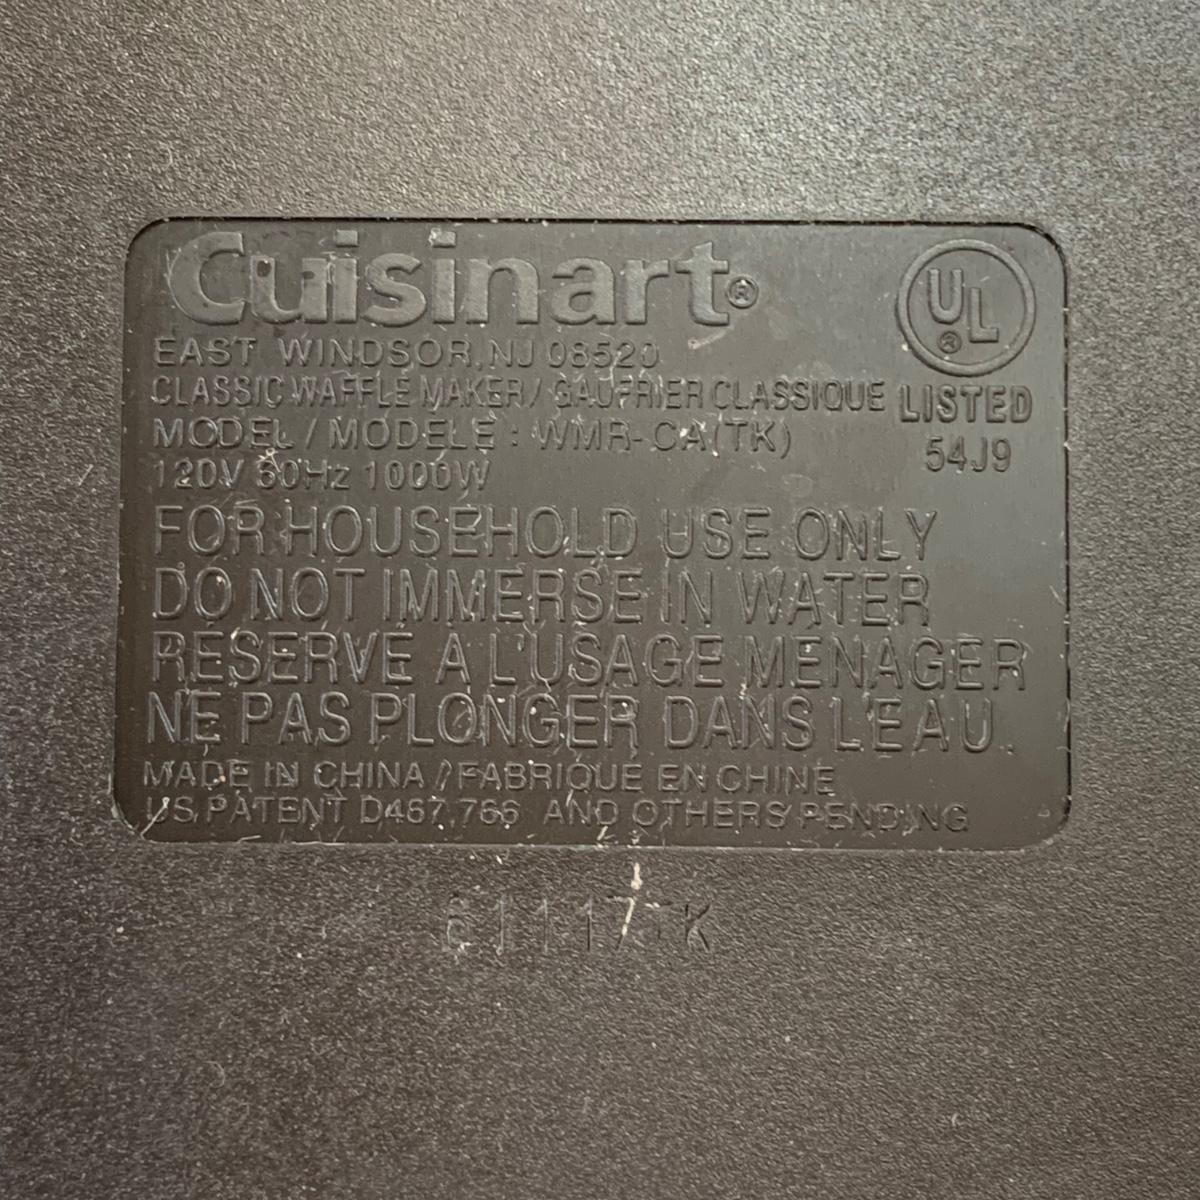 Cuisinart®
EAST WINDSOR, NJ 08520
CLASSIC WAFFLE MAKER / GAUFRIER CLASSIQUE
MODEL / MODELE : WMR-CA(TK)
120V 60Hz 1000W
UL®
LISTED
54J9
FOR HOUSEHOLD USE ONLY
DO NOT IMMERSE IN WATER
RESERVE A L'USAGE MENAGER
NE PAS PLONGER DANS L'EAU.
MADE IN CHINA / FABRIQUE EN CHINE
US PATENT D467,766 AND OTHERS PENDING